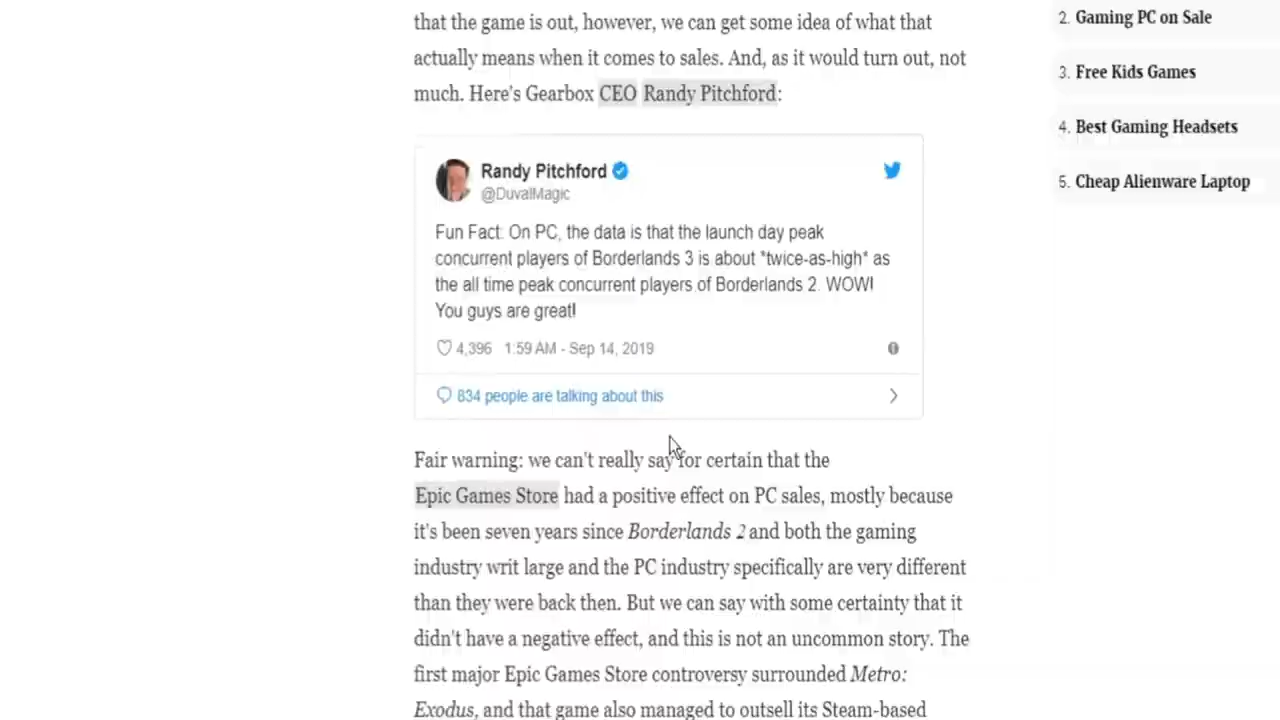 that the game is out, however, we can get some idea of what that
actually means when it comes to sales. And, as it would turn out, not
much. Here's Gearbox CEO Randy Pitchford:
Randy Pitchford
@DuvalMagic
Fun Fact: On PC, the data is that the launch day peak
concurrent players of Borderlands 3 is about *twice-as-high* as
the all time peak concurrent players of Borderlands 2. WOW!
You guys are great!
4,396 1:59 AM - Sep 14, 2019
834 people are talking about this
Fair warning: we can't really say for certain that the
Epic Games Store had a positive effect on PC sales, mostly because
it's been seven years since Borderlands 2 and both the gaming
industry writ large and the PC industry specifically are very different
than they were back then. But we can say with some certainty that it
didn't have a negative effect, and this is not an uncommon story. The
first major Epic Games Store controversy surrounded Metro:
Exodus, and that game also managed to outsell its Steam-based
2. Gaming PC on Sale
3. Free Kids Games
4. Best Gaming Headsets
5. Cheap Alienware Laptop